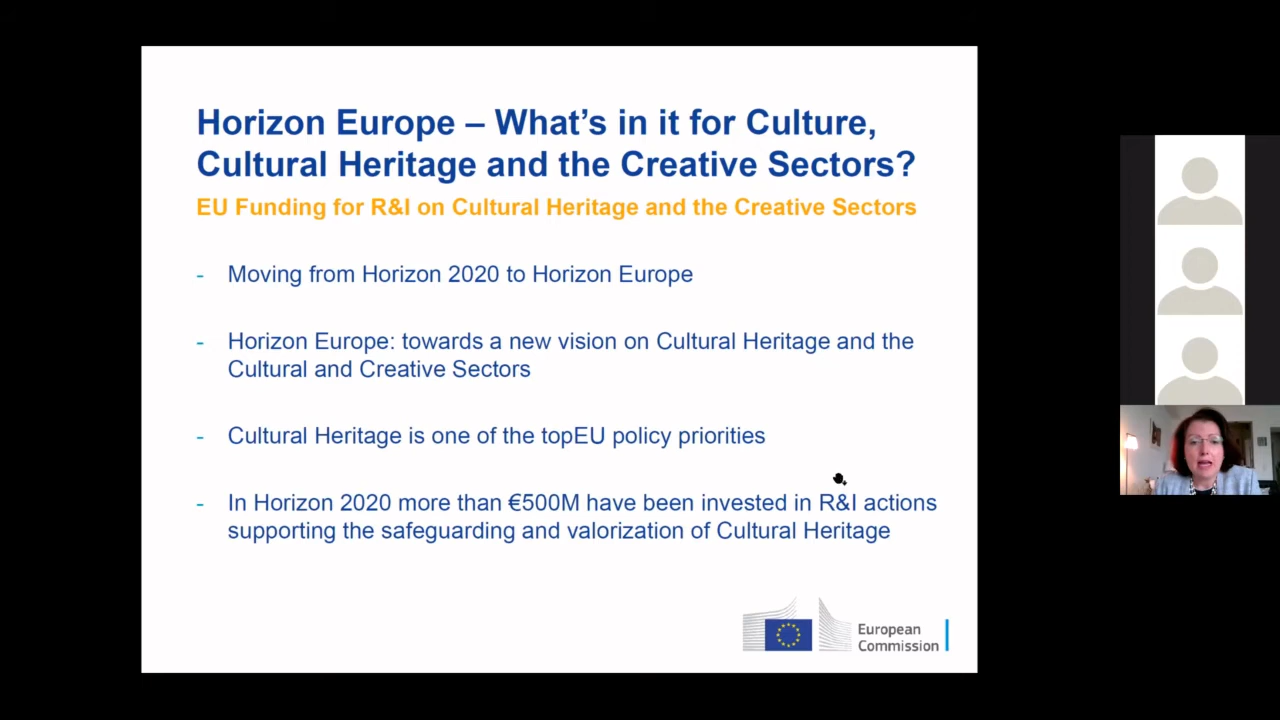 Horizon Europe – What’s in it for Culture,
Cultural Heritage and the Creative Sectors?
EU Funding for R&I on Cultural Heritage and the Creative Sectors
- Moving from Horizon 2020 to Horizon Europe
- Horizon Europe: towards a new vision on Cultural Heritage and the
Cultural and Creative Sectors
- Cultural Heritage is one of the topEU policy priorities
- In Horizon 2020 more than €500M have been invested in R&I actions
supporting the safeguarding and valorization of Cultural Heritage
European
Commission